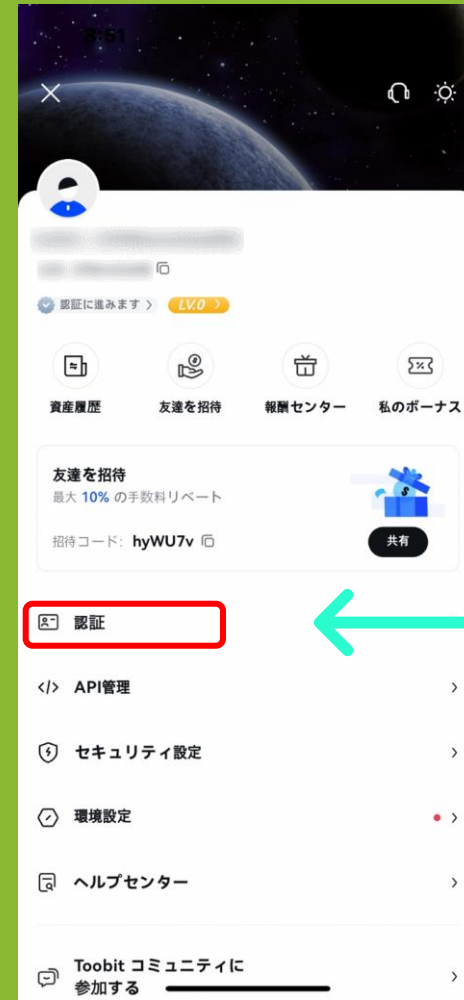 8:51
認証に進みます
LV.0
資産履歴
友達を招待
報酬センター
私のボーナス
友達を招待
最大 10% の手数料リベート
招待コード: hyWU7v
共有
認証
API管理
セキュリティ設定
環境設定
ヘルプセンター
Toobit コミュニティに
参加する